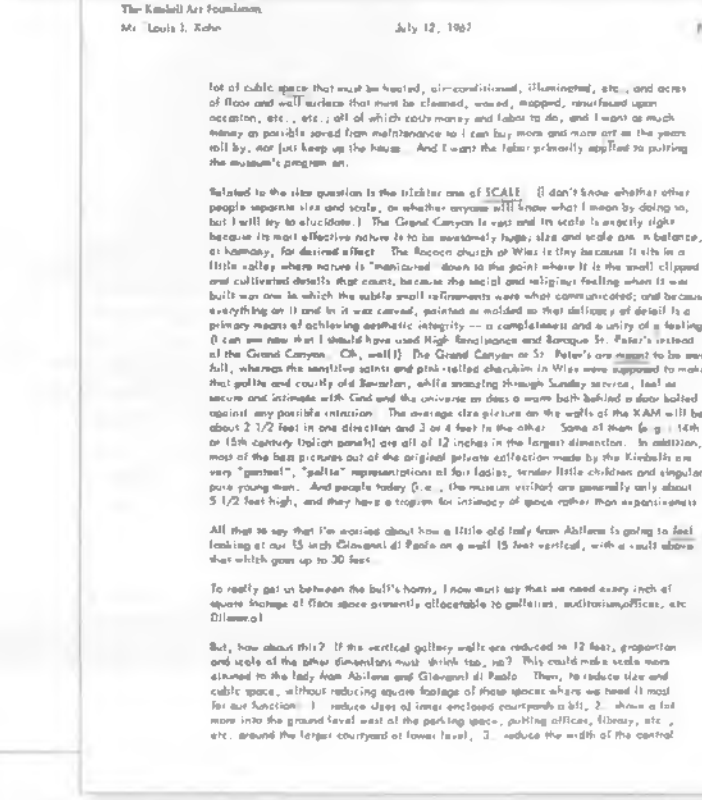 The Kimbell Art Foundation
Mr. Louis I. Kahn July 12, 1967
lot of cubic space that must be heated, air-conditioned, illuminated, etc., and acres
of floor and wall surface that must be cleaned, waxed, mopped, resurfaced upon
occasion, etc., etc.; all of which costs money and labor to do, and I want as much
money as possible saved from maintenance so I can buy more and more art as the years
roll by, not just keep up the house. And I want the labor primarily applied to putting
the museum's program on.
Related to the size question is the trickier one of SCALE. (I don't know whether other
people separate size and scale, or whether anyone will know what I mean by doing so,
but I will try to elucidate.) The Grand Canyon is vast and its scale is exactly right
because its most effective nature is to be awesomely huge; size and scale are in balance,
or harmony, for desired effect. The Rococo church of Wies is tiny because it sits in a
little valley where nature is "manicured" down to the point where it is the small clipped
and cultivated details that count, because the social and religious feeling when it was
built was one in which the subtle small refinements were what communicated; and because
everything on it and in it was carved, painted or molded so that delicacy of detail is a
primary means of achieving aesthetic integrity -- a completeness and a unity of a feeling
(I can see now that I should have used High Renaissance and Baroque St. Peter's instead
of the Grand Canyon. Oh, well!) The Grand Canyon or St. Peter's are meant to be
full, whereas the sensitive saints and pink-tailed cherubim in Wies were supposed to make
that polite and courtly old Bavarian, while snoozing through Sunday service, feel as
secure and intimate with God and the universe as does a warm bath behind a door bolted
against any possible intrusion. The average size picture on the walls of the KAM will be
about 2 1/2 feet in one direction and 3 or 4 feet in the other. Some of them (e.g.: 14th
or 15th century Italian panels) are all of 12 inches in the largest dimension. In addition,
most of the best pictures out of the original private collection made by the Kimbells are
very "genteel", "polite" representations of fair ladies, tender little children and
pure young men. And people today (i.e., the museum visitor) are generally only about
5 1/2 feet high, and they have a tropism for intimacy of space rather than expansiveness
All that to say that I'm worried about how a little old lady from Abilene is going to feel
looking at our 15 inch Giovanni di Paolo on a wall 15 feet vertical, with a vault above
that which goes up to 30 feet.
To really get us between the bull's horns, I now must say that we need every inch of
square footage of floor space presently allocatable to galleries, auditorium, offices, etc
Dilemma!
But, how about this? If the vertical gallery walls are reduced to 12 feet, proportion
and scale of the other dimensions must shrink too, no? This could make scale more
attuned to the lady from Abilene and Giovanni di Paolo. Then, to reduce size and
cubic space, without reducing square footage of those spaces where we need it most
for our function: 1. reduce sizes of inner enclosed courtyards a bit, 2. shove a lot
more into the ground level west of the parking space, putting offices, library, etc.,
etc. around the larger courtyard at lower level, 3. reduce the width of the central